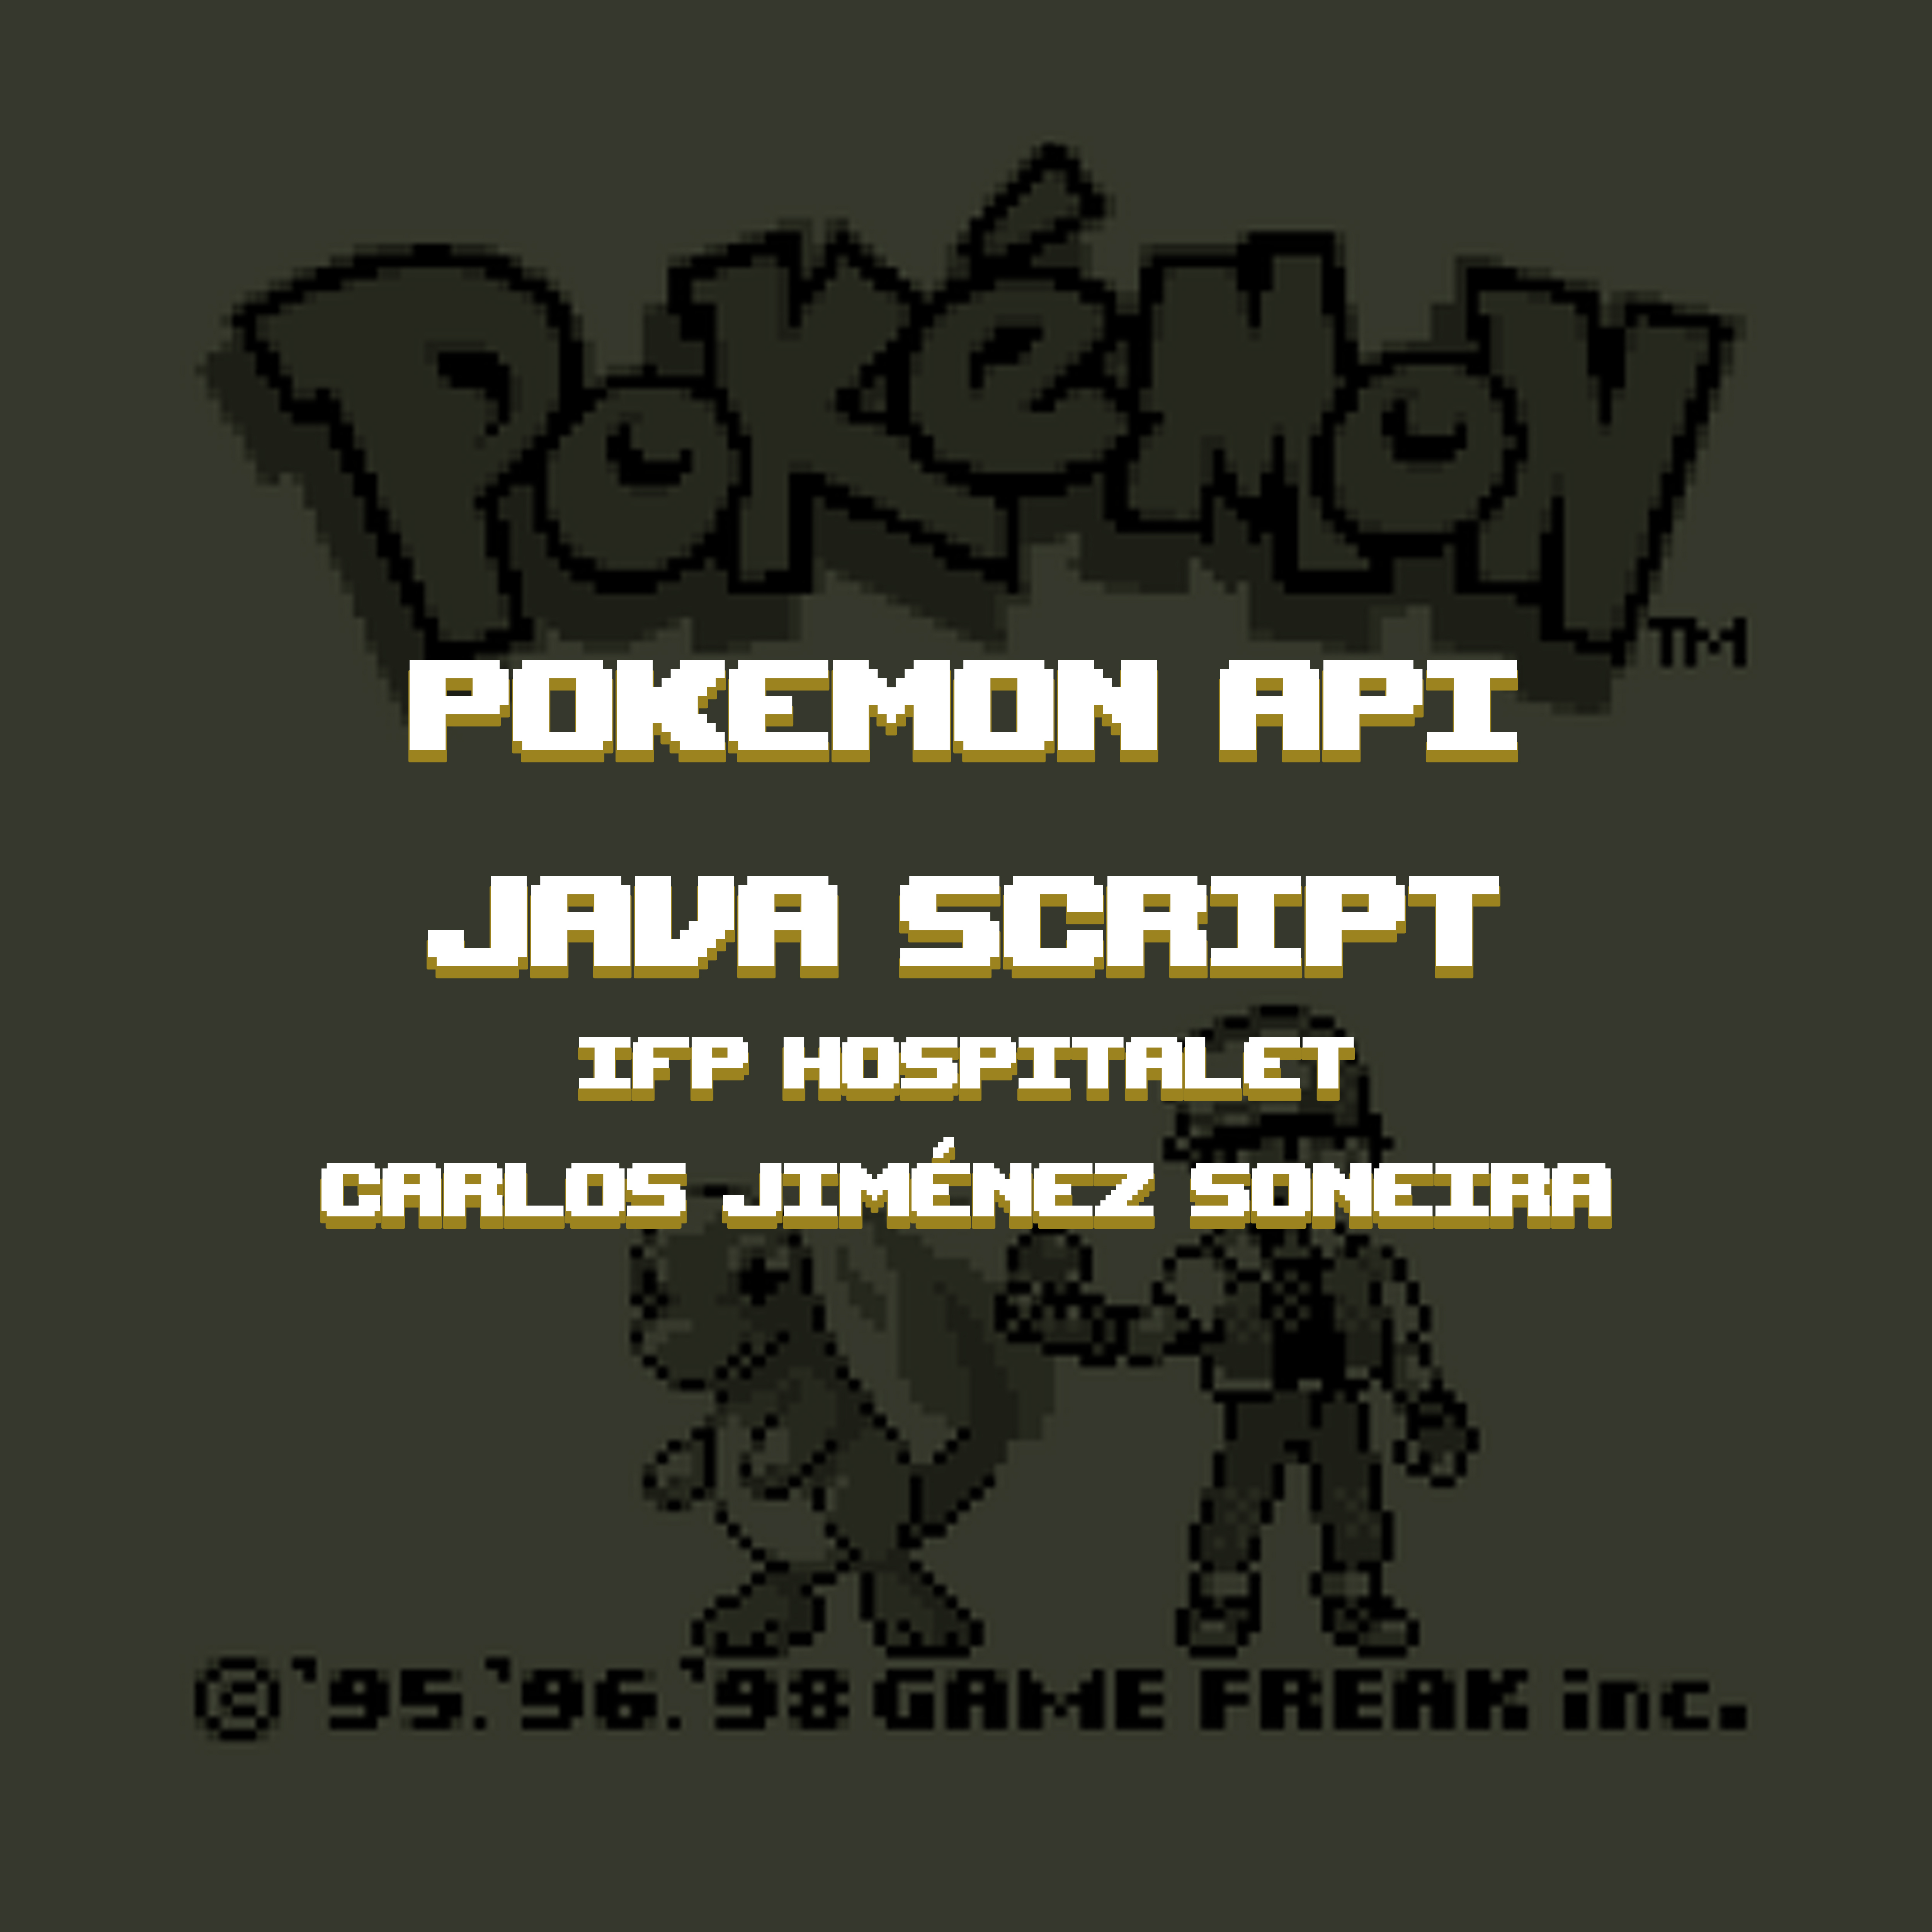 POKéMON
TM
POKEMON API
JAVA SCRIPT
IFP HOSPITALET
CARLOS JIMÉNEZ SONEIRA
©'95.'96.'98 GAME FREAK inc.